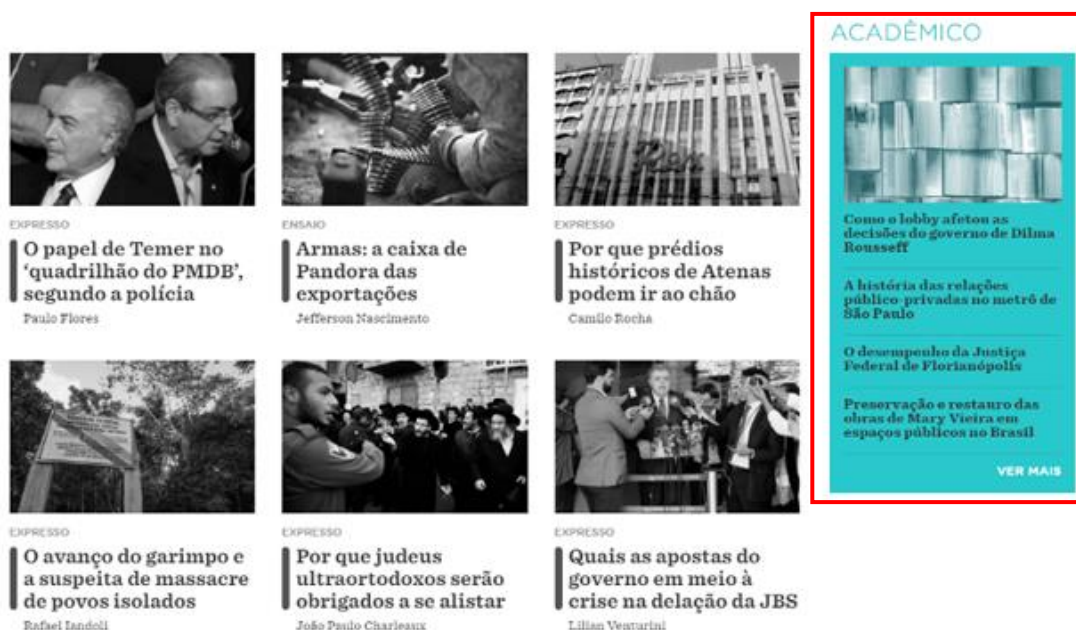 ACADÊMICO
EXPRESSO
O papel de Temer no
‘quadrilhão do PMDB’,
segundo a polícia
Paulo Flores
ENSAIO
Armas: a caixa de
Pandora das
exportações
Jefferson Nascimento
EXPRESSO
Por que prédios
históricos de Atenas
podem ir ao chão
Camilo Rocha
Como o lobby afetou as
decisões do governo de Dilma
Rousseff
A história das relações
público-privadas no metrô de
São Paulo
O desempenho da Justiça
Federal de Florianópolis
Preservação e restauro das
obras de Mary Vieira em
espaços públicos no Brasil
VER MAIS
EXPRESSO
O avanço do garimpo e
a suspeita de massacre
de povos isolados
Rafael Iandoli
EXPRESSO
Por que judeus
ultraortodoxos serão
obrigados a se alistar
João Paulo Charleaux
EXPRESSO
Quais as apostas do
governo em meio à
crise na delação da JBS
Lilian Venturini